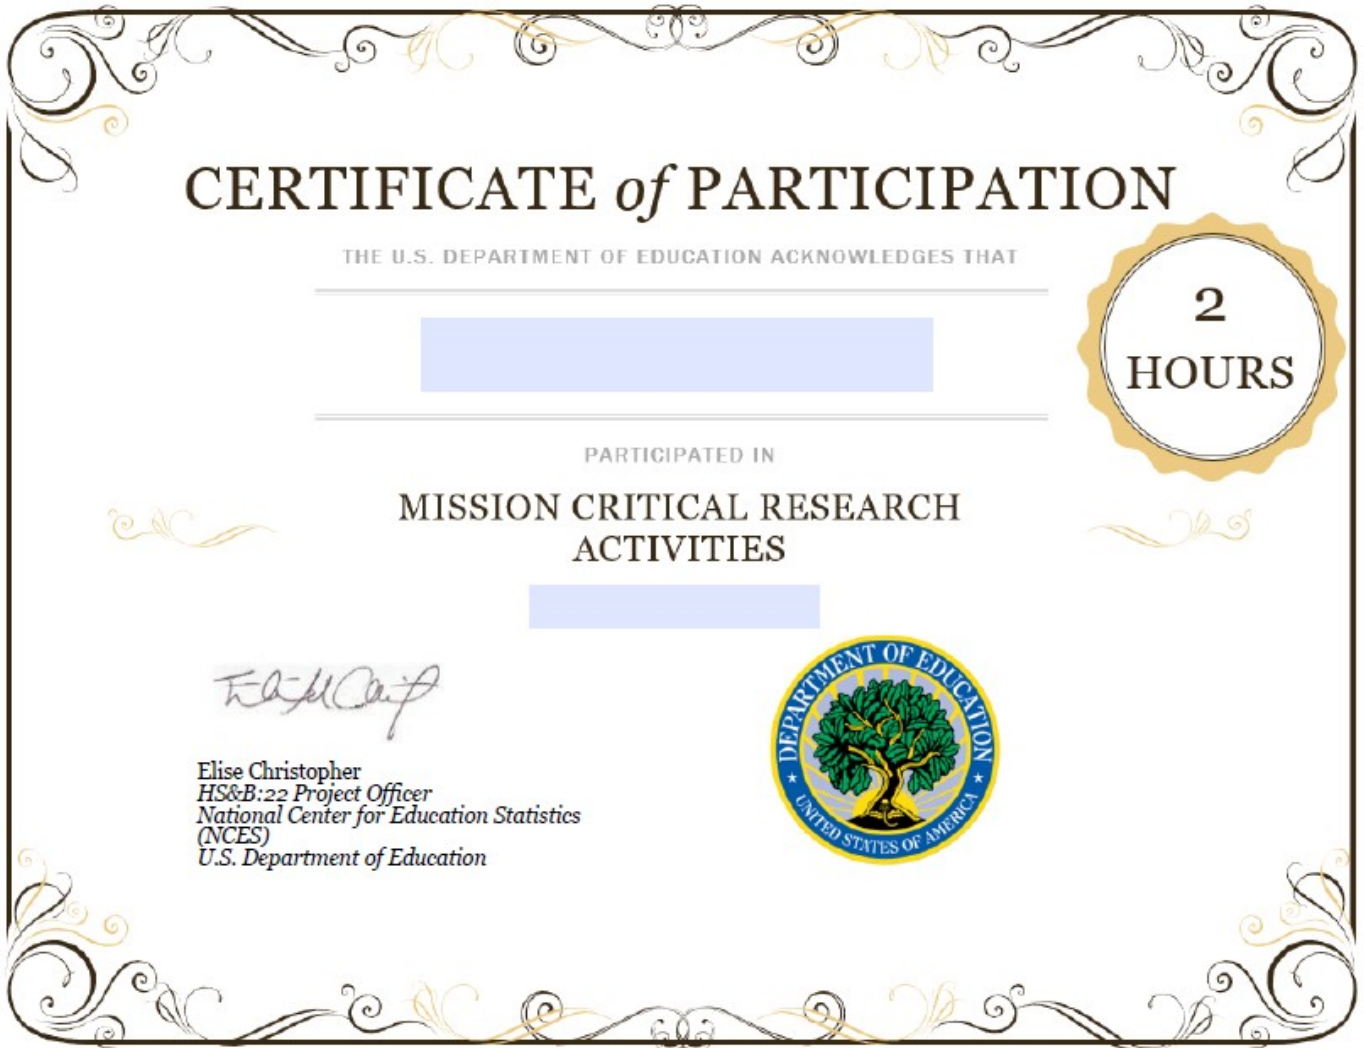 CERTIFICATE of PARTICIPATION
THE U.S. DEPARTMENT OF EDUCATION ACKNOWLEDGES THAT
2
HOURS
PARTICIPATED IN
MISSION CRITICAL RESEARCH
ACTIVITIES
Elise Christopher
HS&B:22 Project Officer
National Center for Education Statistics
(NCES)
U.S. Department of Education
DEPARTMENT OF EDUCATION
UNITED STATES OF AMERICA